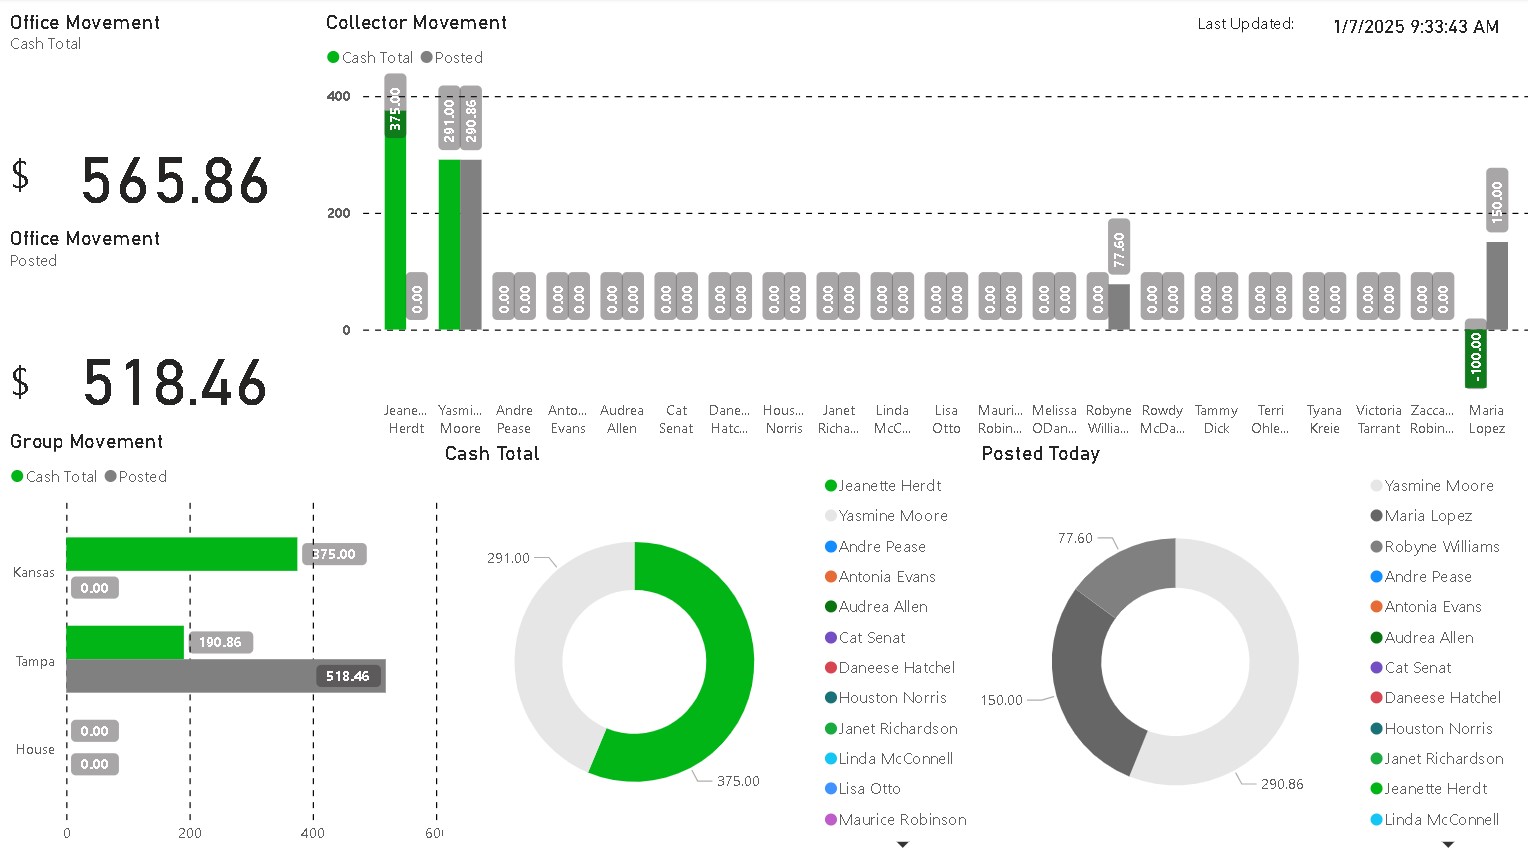 Office Movement
Cash Total
$ 565.86
Office Movement
Posted
$ 518.46
Collector Movement
Cash Total Posted
Last Updated: 1/7/2025 9:33:43 AM
400
200
0
375.00
0.00
291.00
290.86
0.00 0.00
0.00 0.00
0.00 0.00
0.00 0.00
0.00 0.00
0.00 0.00
0.00 0.00
0.00 0.00
0.00 0.00
0.00 0.00
0.00 0.00
0.00
77.60
0.00 0.00
0.00 0.00
0.00 0.00
0.00 0.00
0.00 0.00
0.00 0.00
-100.00
150.00
Jeane... Herdt
Yasmi... Moore
Andre Pease
Anto... Evans
Audrea Allen
Cat Senat
Dane... Hatc...
Hous... Norris
Janet Richa...
Linda McC...
Lisa Otto
Mauri... Robin...
Melissa ODan...
Robyne Willia...
Rowdy McDa...
Tammy Dick
Terri Ohle...
Tyana Kreie
Victoria Tarrant
Zacca... Robin...
Maria Lopez
Group Movement
Cash Total Posted
Kansas
375.00
0.00
Tampa
190.86
518.46
House
0.00
0.00
0 200 400 60
Cash Total
291.00
375.00
Jeanette Herdt
Yasmine Moore
Andre Pease
Antonia Evans
Audrea Allen
Cat Senat
Daneese Hatchel
Houston Norris
Janet Richardson
Linda McConnell
Lisa Otto
Maurice Robinson
Posted Today
77.60
150.00
290.86
Yasmine Moore
Maria Lopez
Robyne Williams
Andre Pease
Antonia Evans
Audrea Allen
Cat Senat
Daneese Hatchel
Houston Norris
Janet Richardson
Jeanette Herdt
Linda McConnell